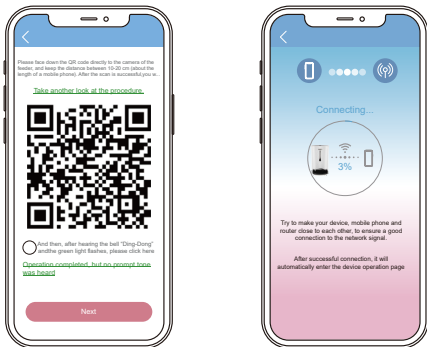 Please face down the QR code directly to the camera of the
feeder, and keep the distance between 10-20 cm (about the
length of a mobile phone). After the scan is successful,you w...
Take another look at the procedure.
And then, after hearing the bell "Ding-Dong"
andthe green light flashes, please click here
Operation completed, but no prompt tone
was heard
Next
Connecting...
3%
Try to make your device, mobile phone and
router close to each other, to ensure a good
connection to the network signal.
After successful connection, it will
automatically enter the device operation page